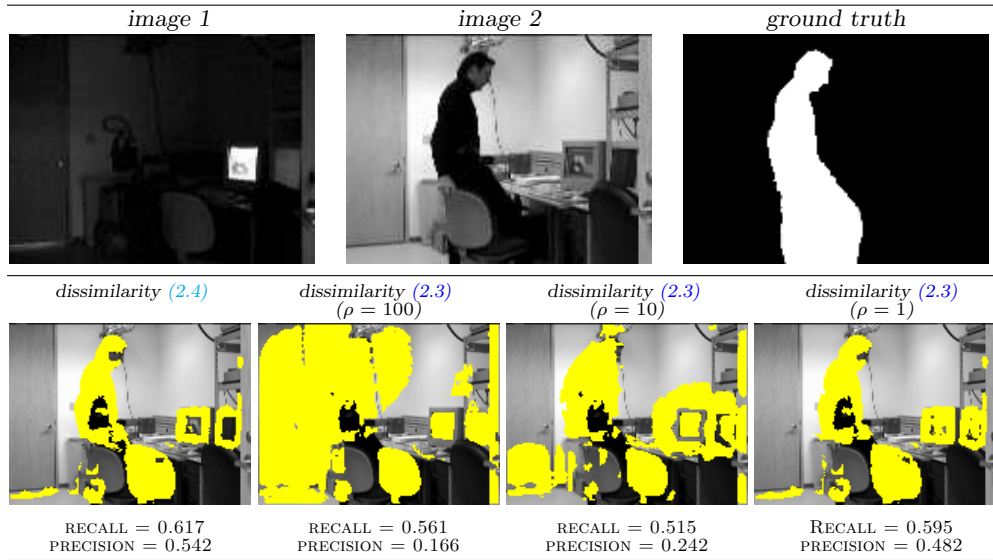 image 1 image 2 ground truth
dissimilarity (2.4) dissimilarity (2.3) dissimilarity (2.3) dissimilarity (2.3)
(ρ = 100) (ρ = 10) (ρ = 1)
RECALL = 0.617 RECALL = 0.561 RECALL = 0.515 RECALL = 0.595
PRECISION = 0.542 PRECISION = 0.166 PRECISION = 0.242 PRECISION = 0.482